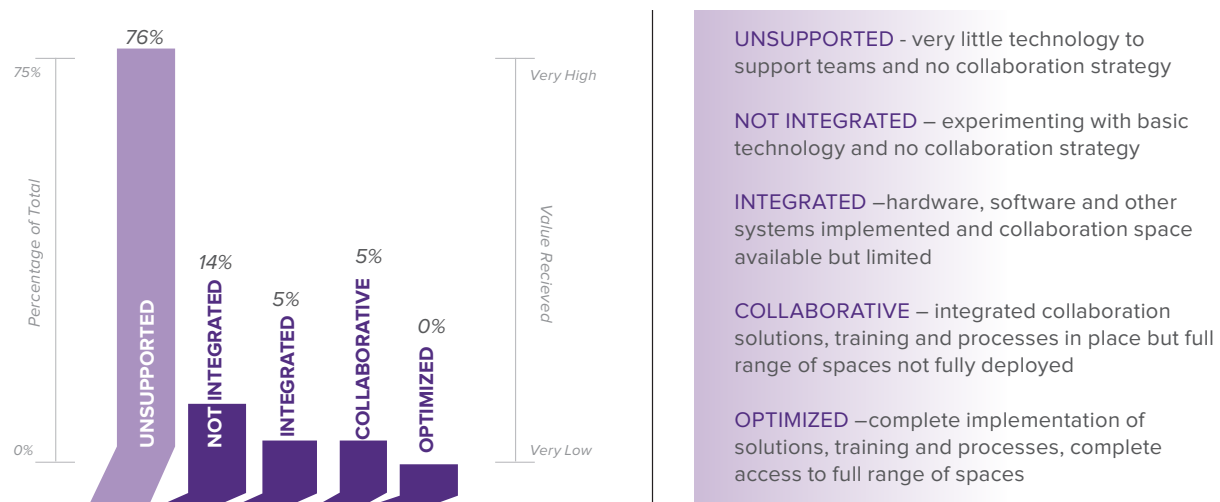 76%
75%
Very High
Percentage of Total
Value Recieved
14%
5%
5%
0%
UNSUPPORTED
NOT INTEGRATED
INTEGRATED
COLLABORATIVE
OPTIMIZED
0%
Very Low
UNSUPPORTED - very little technology to
support teams and no collaboration strategy
NOT INTEGRATED – experimenting with basic
technology and no collaboration strategy
INTEGRATED –hardware, software and other
systems implemented and collaboration space
available but limited
COLLABORATIVE – integrated collaboration
solutions, training and processes in place but full
range of spaces not fully deployed
OPTIMIZED –complete implementation of
solutions, training and processes, complete
access to full range of spaces